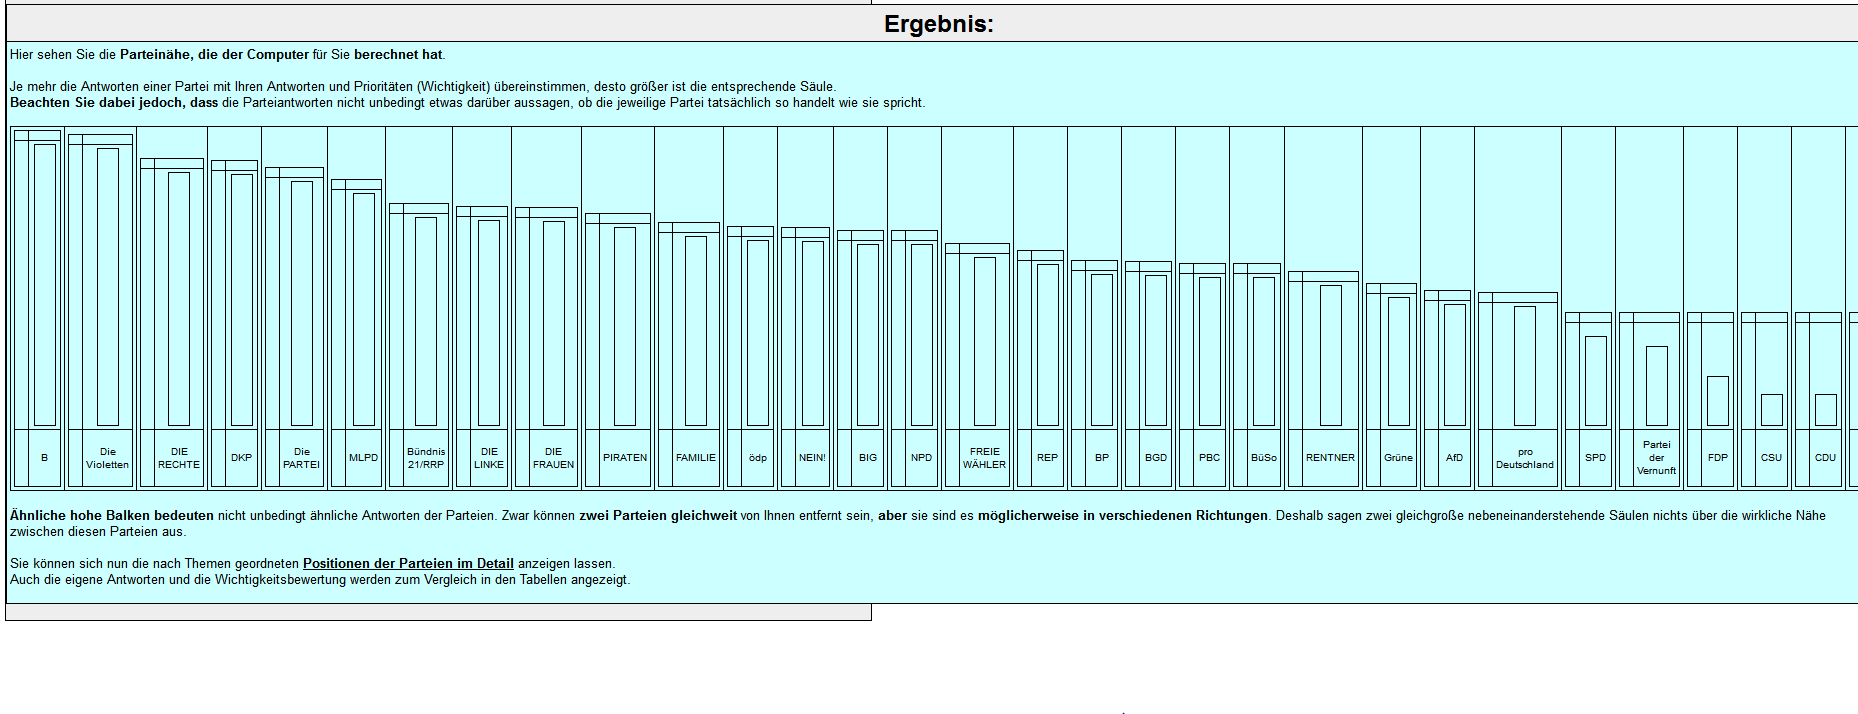 Ergebnis:
Hier sehen Sie die Parteinähe, die der Computer für Sie berechnet hat.
Je mehr die Antworten einer Partei mit Ihren Antworten und Prioritäten (Wichtigkeit) übereinstimmen, desto größer ist die entsprechende Säule.
Beachten Sie dabei jedoch, dass die Parteiantworten nicht unbedingt etwas darüber aussagen, ob die jeweilige Partei tatsächlich so handelt wie sie spricht.
B
Die
Violetten
DIE
RECHTE
DKP
Die
PARTEI
MLPD
Bündnis
21/RRP
DIE
LINKE
DIE
FRAUEN
PIRATEN
FAMILIE
ödp
NEIN!
BIG
NPD
FREIE
WÄHLER
REP
BP
BGD
PBC
BüSo
RENTNER
Grüne
AfD
pro
Deutschland
SPD
Partei
der
Vernunft
FDP
CSU
CDU
Ähnliche hohe Balken bedeuten nicht unbedingt ähnliche Antworten der Parteien. Zwar können zwei Parteien gleichweit von Ihnen entfernt sein, aber sie sind es möglicherweise in verschiedenen Richtungen. Deshalb sagen zwei gleichgroße nebeneinanderstehende Säulen nichts über die wirkliche Nähe
zwischen diesen Parteien aus.
Sie können sich nun die nach Themen geordneten Positionen der Parteien im Detail anzeigen lassen.
Auch die eigene Antworten und die Wichtigkeitsbewertung werden zum Vergleich in den Tabellen angezeigt.